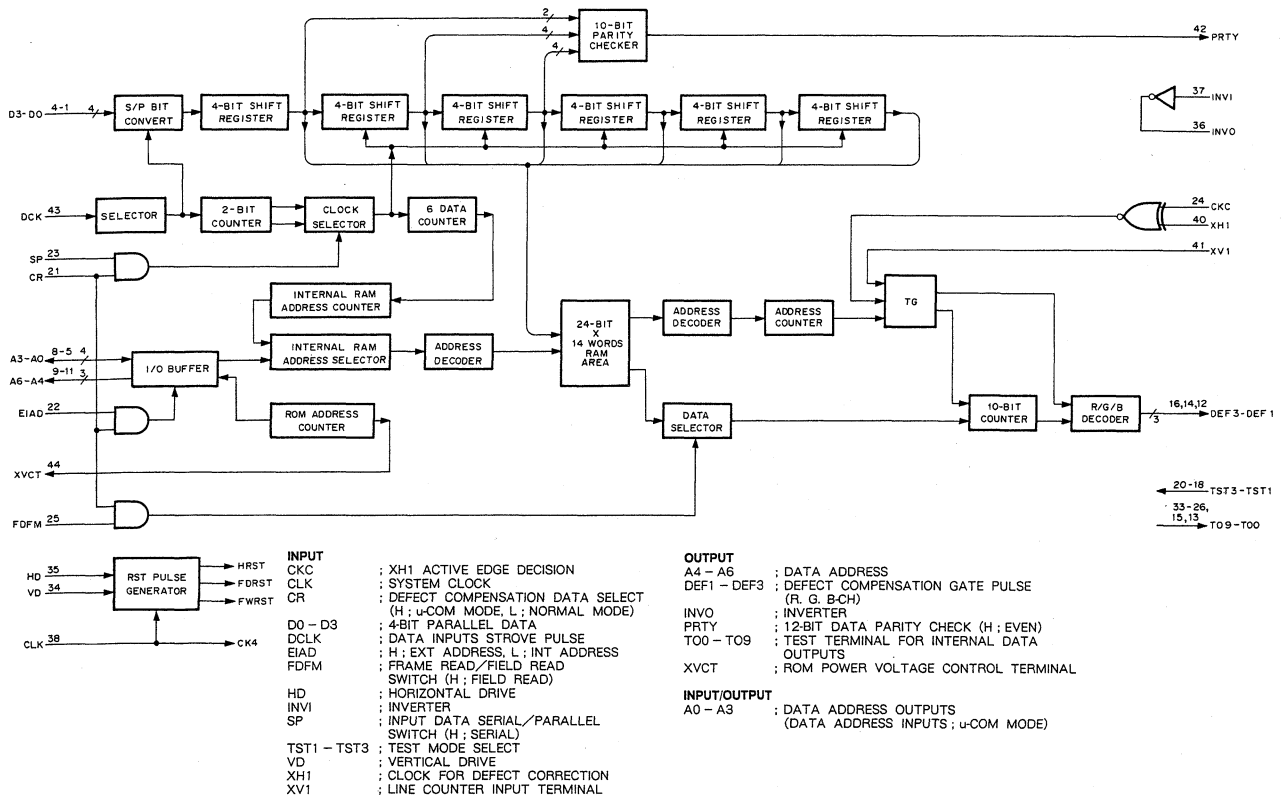 2
4
4
10-BIT
PARITY
CHECKER
42
PRTY
D3-D0
4-1
4
S/P BIT
CONVERT
4-BIT SHIFT
REGISTER
4-BIT SHIFT
REGISTER
4-BIT SHIFT
REGISTER
4-BIT SHIFT
REGISTER
4-BIT SHIFT
REGISTER
4-BIT SHIFT
REGISTER
37
INVI
36
INVO
DCK
43
SELECTOR
2-BIT
COUNTER
CLOCK
SELECTOR
6 DATA
COUNTER
24
CKC
40
XH1
41
XV1
SP
23
CR
21
INTERNAL RAM
ADDRESS COUNTER
INTERNAL RAM
ADDRESS SELECTOR
ADDRESS
DECODER
24-BIT
X
14 WORDS
RAM
AREA
ADDRESS
DECODER
ADDRESS
COUNTER
TG
A3-A0
8-5
4
A6-A4
9-11
3
I/O BUFFER
EIAD
22
ROM ADDRESS
COUNTER
DATA
SELECTOR
10-BIT
COUNTER
R/G/B
DECODER
16,14,12
3
DEF3-DEF1
XVCT
44
FDFM
25
20-18
TST3-TST1
33-26,
15,13
TO9-TO0
HD
35
VD
34
RST PULSE
GENERATOR
HRST
FDRST
FWRST
CLK
38
CK4
INPUT
CKC ; XH1 ACTIVE EDGE DECISION
CLK ; SYSTEM CLOCK
CR ; DEFECT COMPENSATION DATA SELECT
(H ; u-COM MODE, L ; NORMAL MODE)
D0 – D3 ; 4-BIT PARALLEL DATA
DCLK ; DATA INPUTS STROVE PULSE
EIAD ; H ; EXT ADDRESS, L ; INT ADDRESS
FDFM ; FRAME READ/FIELD READ
SWITCH (H ; FIELD READ)
HD ; HORIZONTAL DRIVE
INVI ; INVERTER
SP ; INPUT DATA SERIAL/PARALLEL
SWITCH (H ; SERIAL)
TST1 – TST3 ; TEST MODE SELECT
VD ; VERTICAL DRIVE
XH1 ; CLOCK FOR DEFECT CORRECTION
XV1 ; LINE COUNTER INPUT TERMINAL
OUTPUT
A4 – A6 ; DATA ADDRESS
DEF1 – DEF3 ; DEFECT COMPENSATION GATE PULSE
(R. G. B-CH)
INVO ; INVERTER
PRTY ; 12-BIT DATA PARITY CHECK (H ; EVEN)
TO0 – TO9 ; TEST TERMINAL FOR INTERNAL DATA
OUTPUTS
XVCT ; ROM POWER VOLTAGE CONTROL TERMINAL
INPUT/OUTPUT
A0 – A3 ; DATA ADDRESS OUTPUTS
(DATA ADDRESS INPUTS ; u-COM MODE)